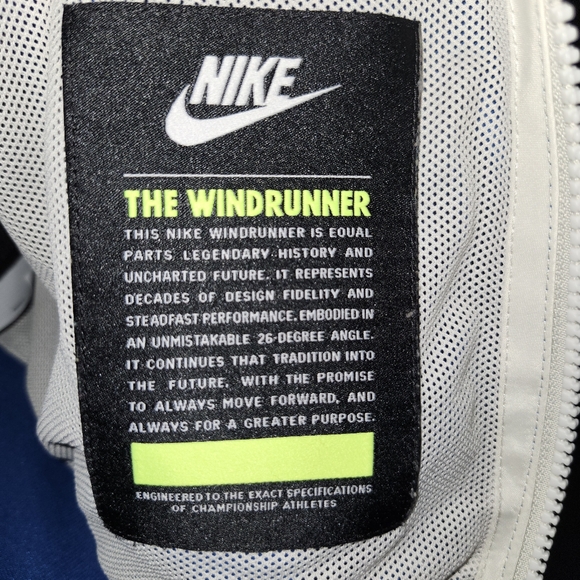 NIKE
THE WINDRUNNER
THIS NIKE WINDRUNNER IS EQUAL
PARTS LEGENDARY HISTORY AND
UNCHARTED FUTURE. IT REPRESENTS
DECADES OF DESIGN FIDELITY AND
STEADFAST PERFORMANCE, EMBODIED IN
AN UNMISTAKABLE 26-DEGREE ANGLE.
IT CONTINUES THAT TRADITION INTO
THE FUTURE, WITH THE PROMISE
TO ALWAYS MOVE FORWARD, AND
ALWAYS FOR A GREATER PURPOSE.
ENGINEERED TO THE EXACT SPECIFICATIONS
OF CHAMPIONSHIP ATHLETES